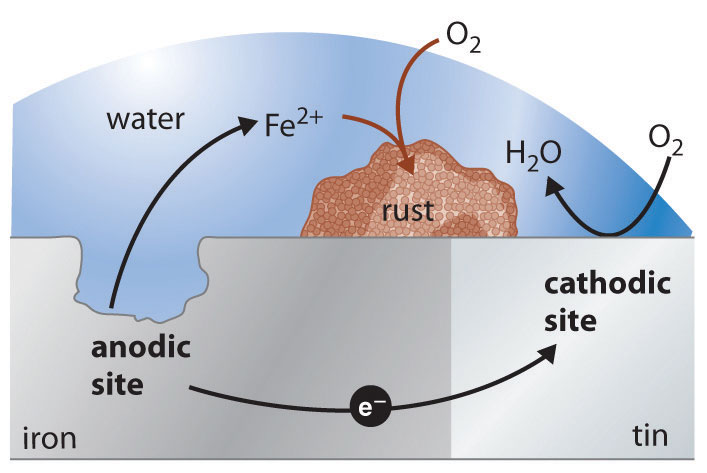 O₂
water
Fe²⁺
H₂O
O₂
rust
cathodic
site
anodic
site
e⁻
iron
tin